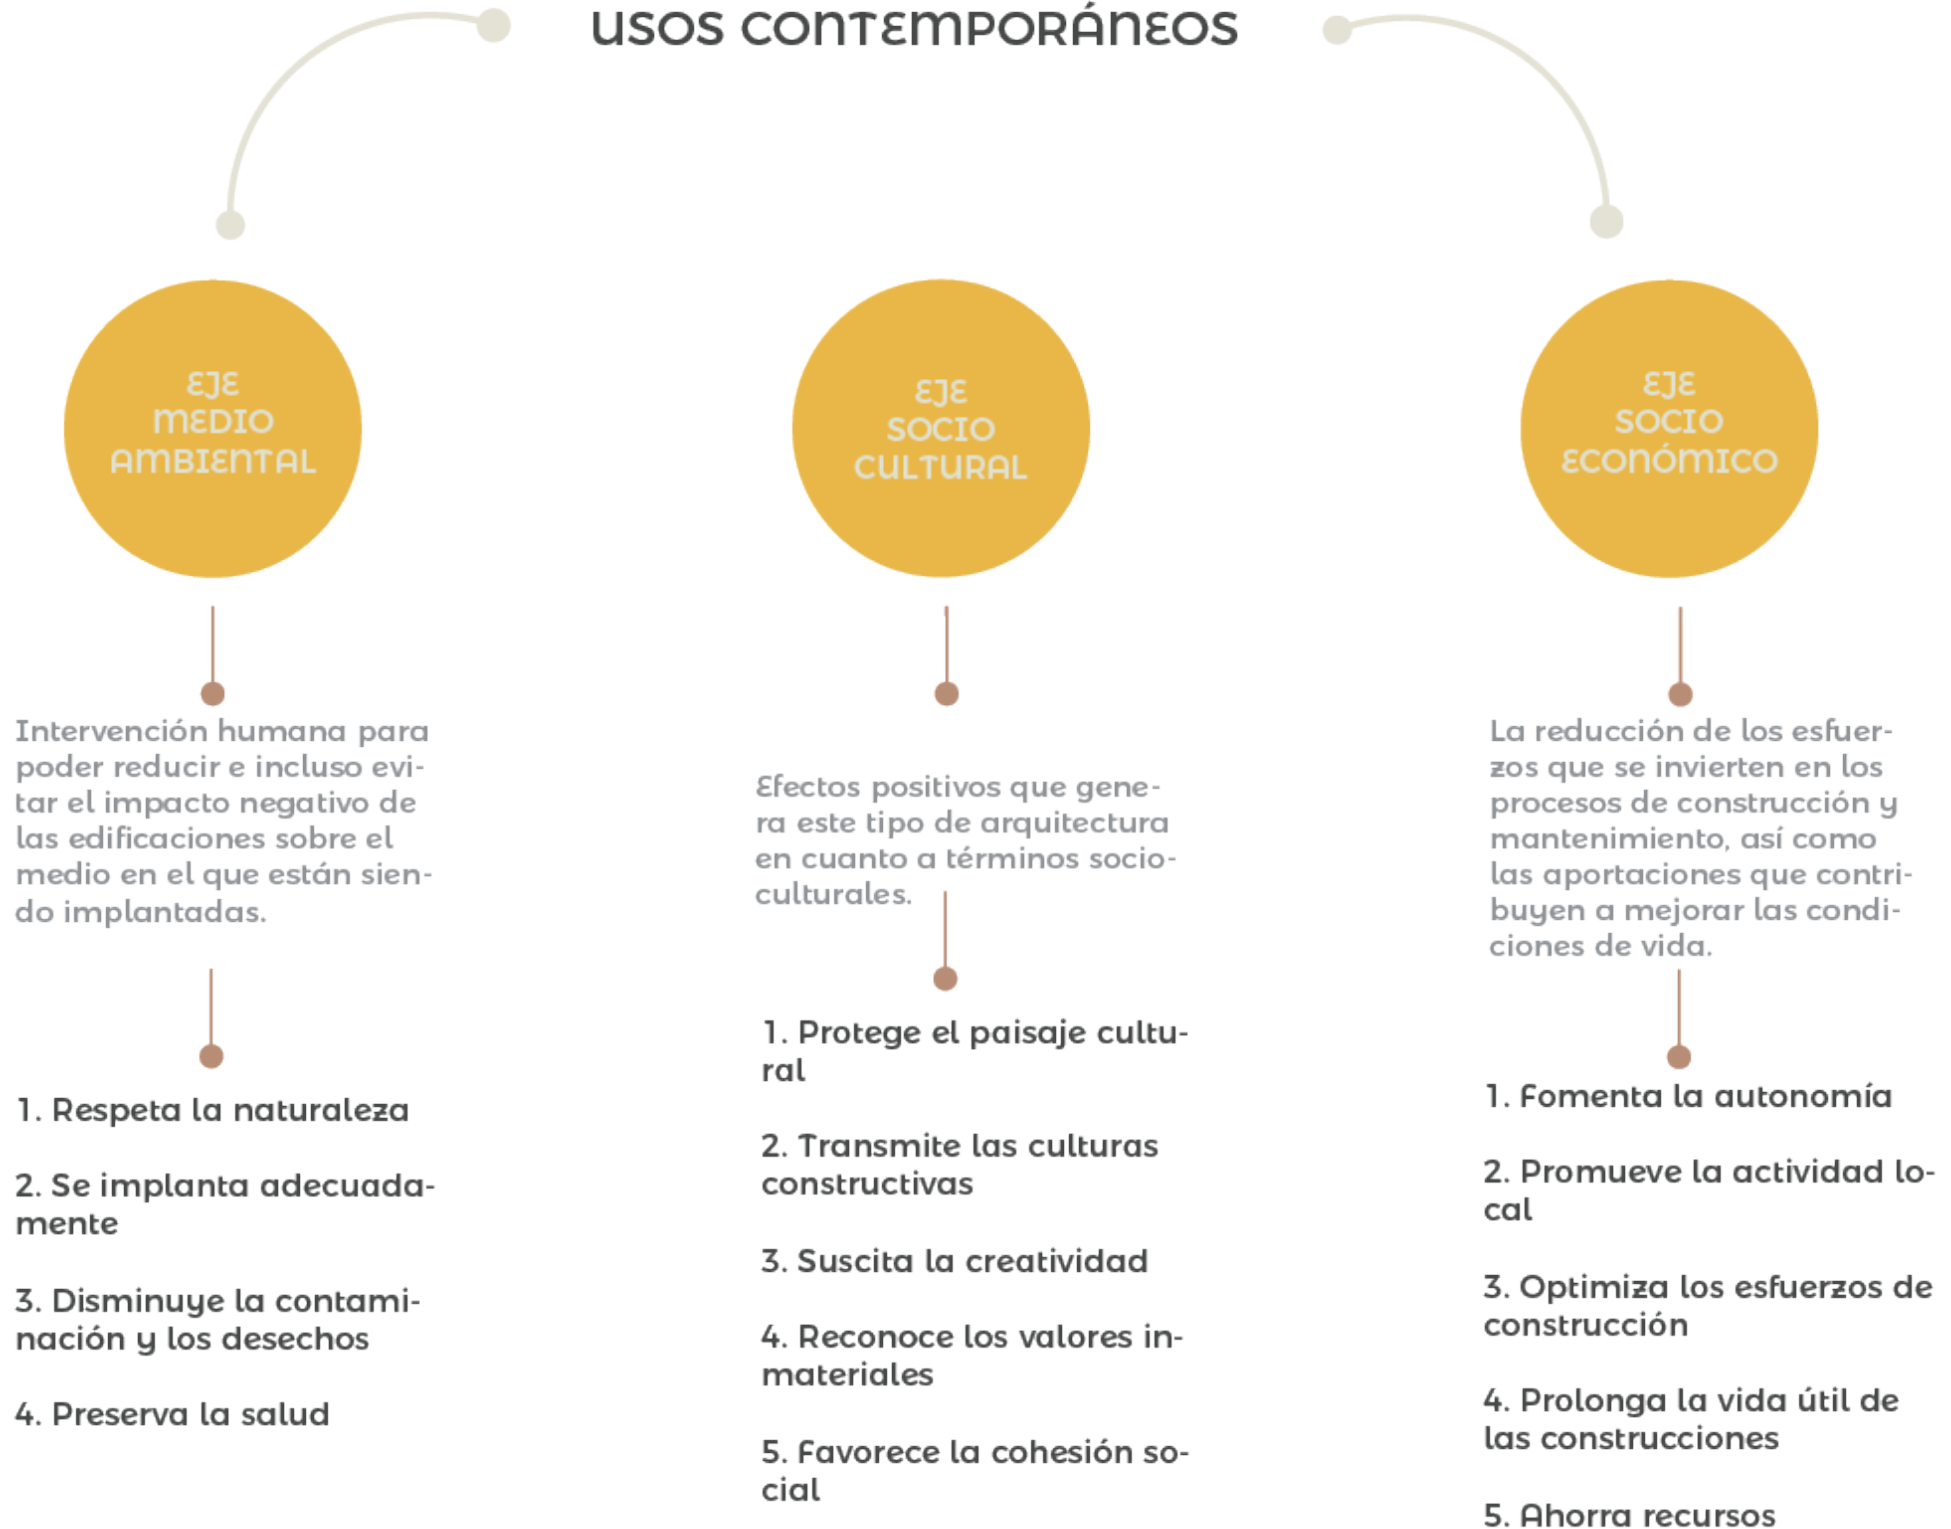 USOS CONTEMPORÁNEOS
EJE
MEDIO
AMBIENTAL
Intervención humana para
poder reducir e incluso evi-
tar el impacto negativo de
las edificaciones sobre el
medio en el que están sien-
do implantadas.
1. Respeta la naturaleza
2. Se implanta adecuada-
mente
3. Disminuye la contami-
nación y los desechos
4. Preserva la salud
EJE
SOCIO
CULTURAL
Efectos positivos que gene-
ra este tipo de arquitectura
en cuanto a términos socio-
culturales.
1. Protege el paisaje cultu-
ral
2. Transmite las culturas
constructivas
3. Suscita la creatividad
4. Reconoce los valores in-
materiales
5. Favorece la cohesión so-
cial
EJE
SOCIO
ECONÓMICO
La reducción de los esfuer-
zos que se invierten en los
procesos de construcción y
mantenimiento, así como
las aportaciones que contri-
buyen a mejorar las condi-
ciones de vida.
1. Fomenta la autonomía
2. Promueve la actividad lo-
cal
3. Optimiza los esfuerzos de
construcción
4. Prolonga la vida útil de
las construcciones
5. Ahorra recursos